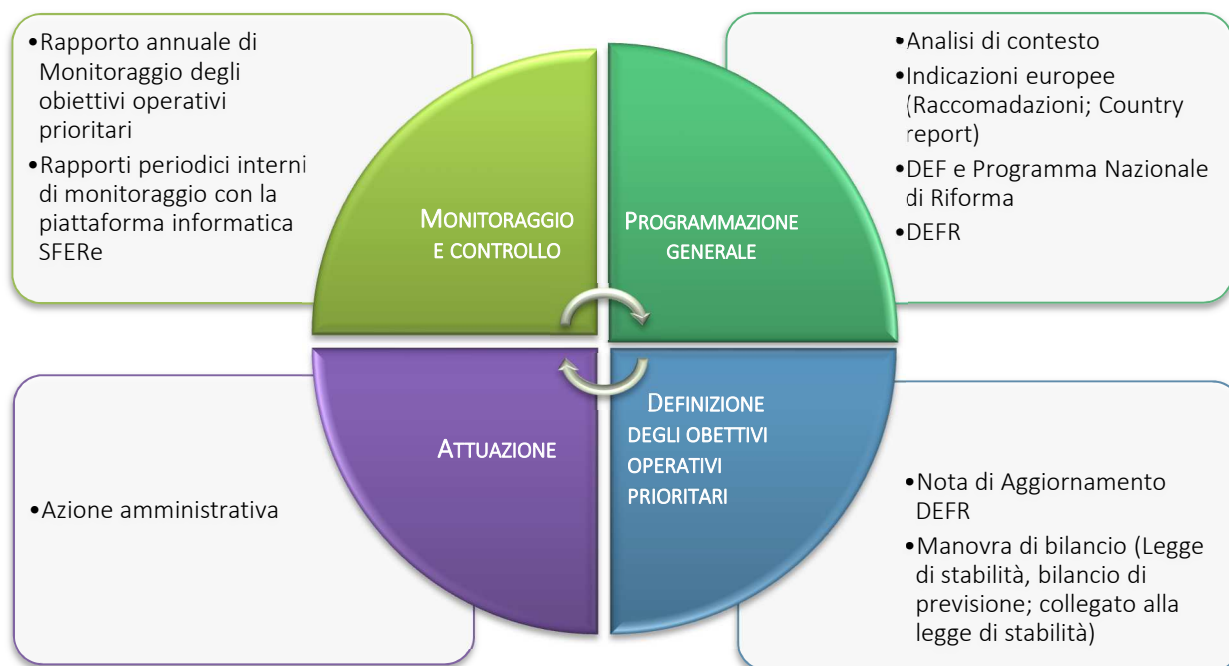 •Rapporto annuale di
Monitoraggio degli
obiettivi operativi
prioritari
•Rapporti periodici interni
di monitoraggio con la
piattaforma informatica
SFERe
MONITORAGGIO
E CONTROLLO
PROGRAMMAZIONE
GENERALE
•Analisi di contesto
•Indicazioni europee
(Raccomadazioni; Country
report)
•DEF e Programma Nazionale
di Riforma
•DEFR
•Azione amministrativa
ATTUAZIONE
DEFINIZIONE
DEGLI OBETTIVI
OPERATIVI
PRIORITARI
•Nota di Aggiornamento
DEFR
•Manovra di bilancio (Legge
di stabilità, bilancio di
previsione; collegato alla
legge di stabilità)